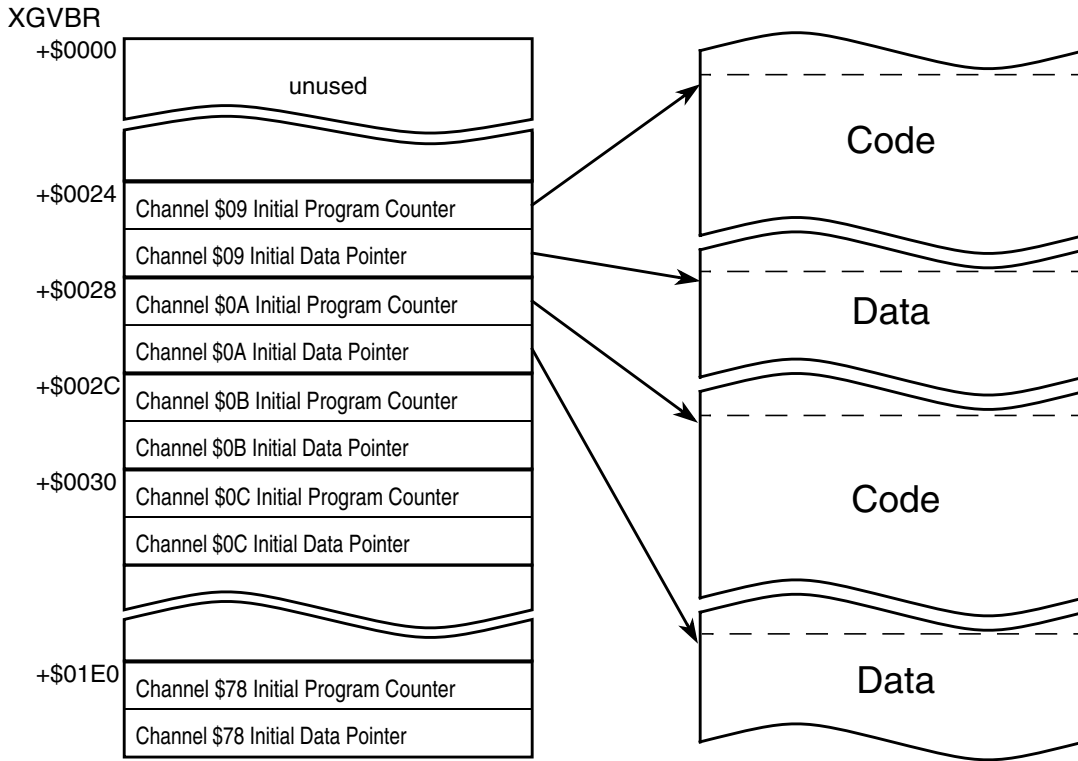 XGVBR
+$0000
unused
+$0024
Channel $09 Initial Program Counter
Channel $09 Initial Data Pointer
+$0028
Channel $0A Initial Program Counter
Channel $0A Initial Data Pointer
+$002C
Channel $0B Initial Program Counter
Channel $0B Initial Data Pointer
+$0030
Channel $0C Initial Program Counter
Channel $0C Initial Data Pointer
+$01E0
Channel $78 Initial Program Counter
Channel $78 Initial Data Pointer
Code
Data
Code
Data